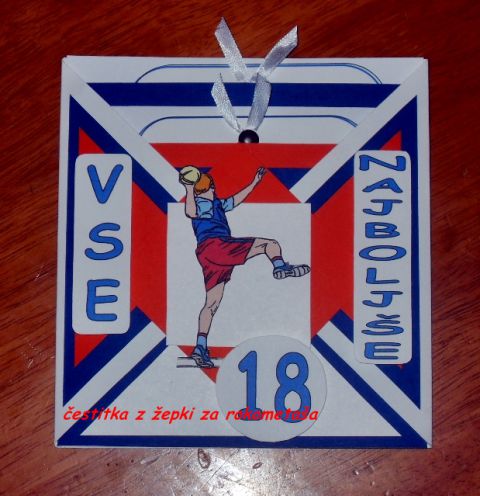 VSE
NAJBOLJŠE
18
čestitka z žepki za rokometaša